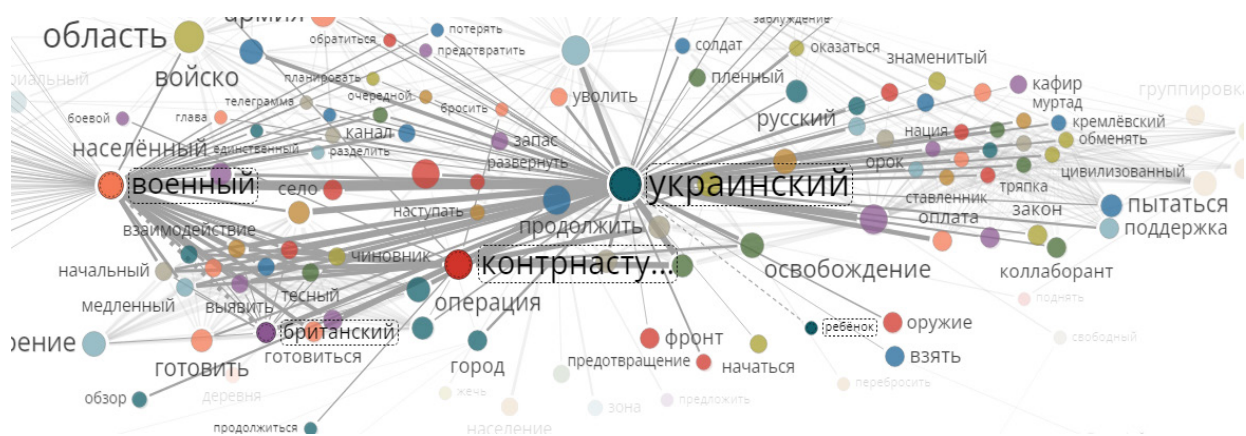 армия
область
обратиться
потерять
предотвратить
солдат
заблуждение
оказаться
знаменитый
войско
планировать
пленный
кафир
группировка
телеграмма
очередной
бросить
уволить
муртад
боевой
глава
канал
запас
русский
нация
кремлёвский
обменять
населённый
единственный
разделить
развернуть
орок
цивилизованный
военный
село
украинский
ставленник
тряпка
наступать
оплата
закон
пытаться
взаимодействие
продолжить
поддержка
начальный
чиновник
контрнасту...
освобождение
коллаборант
медленный
выявить
тесный
операция
поднять
рение
британский
ребёнок
оружие
готовить
готовиться
город
фронт
предотвращение
начаться
взять
свободный
обзор
деревня
жечь
зона
предложить
перебросить
продолжиться
население